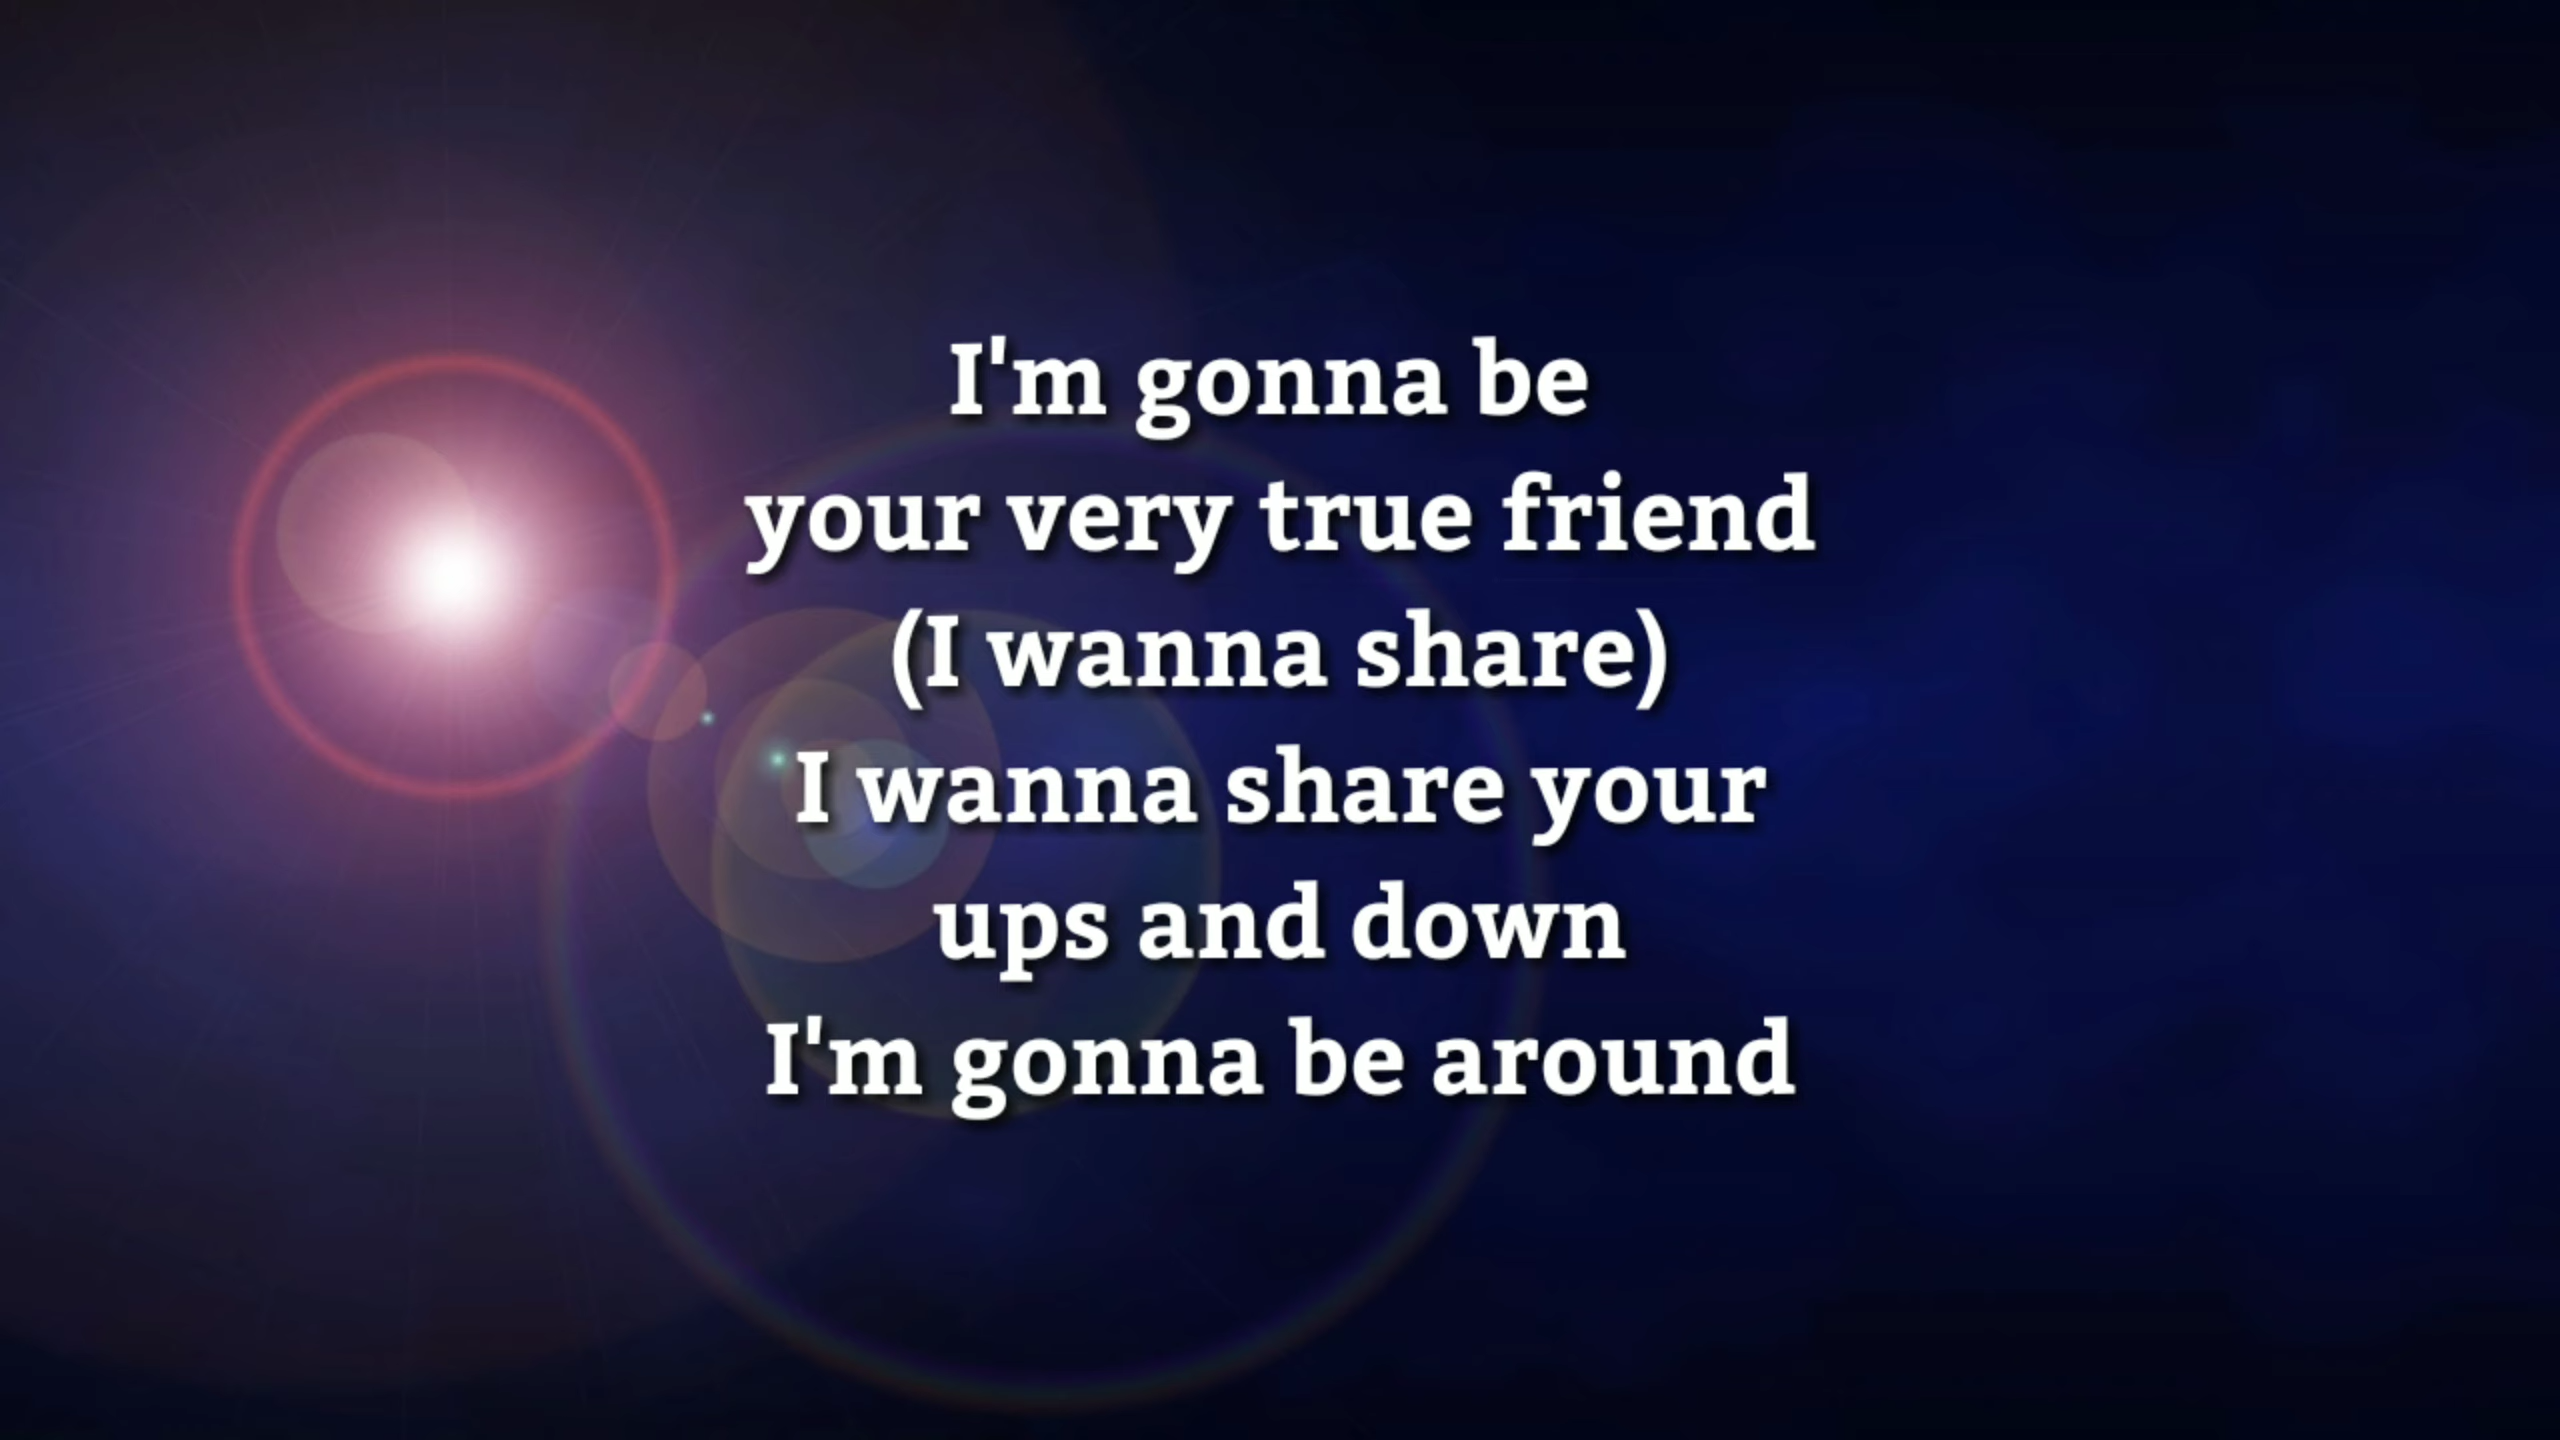 I'm gonna be
your very true friend
(I wanna share)
I wanna share your
ups and down
I'm gonna be around